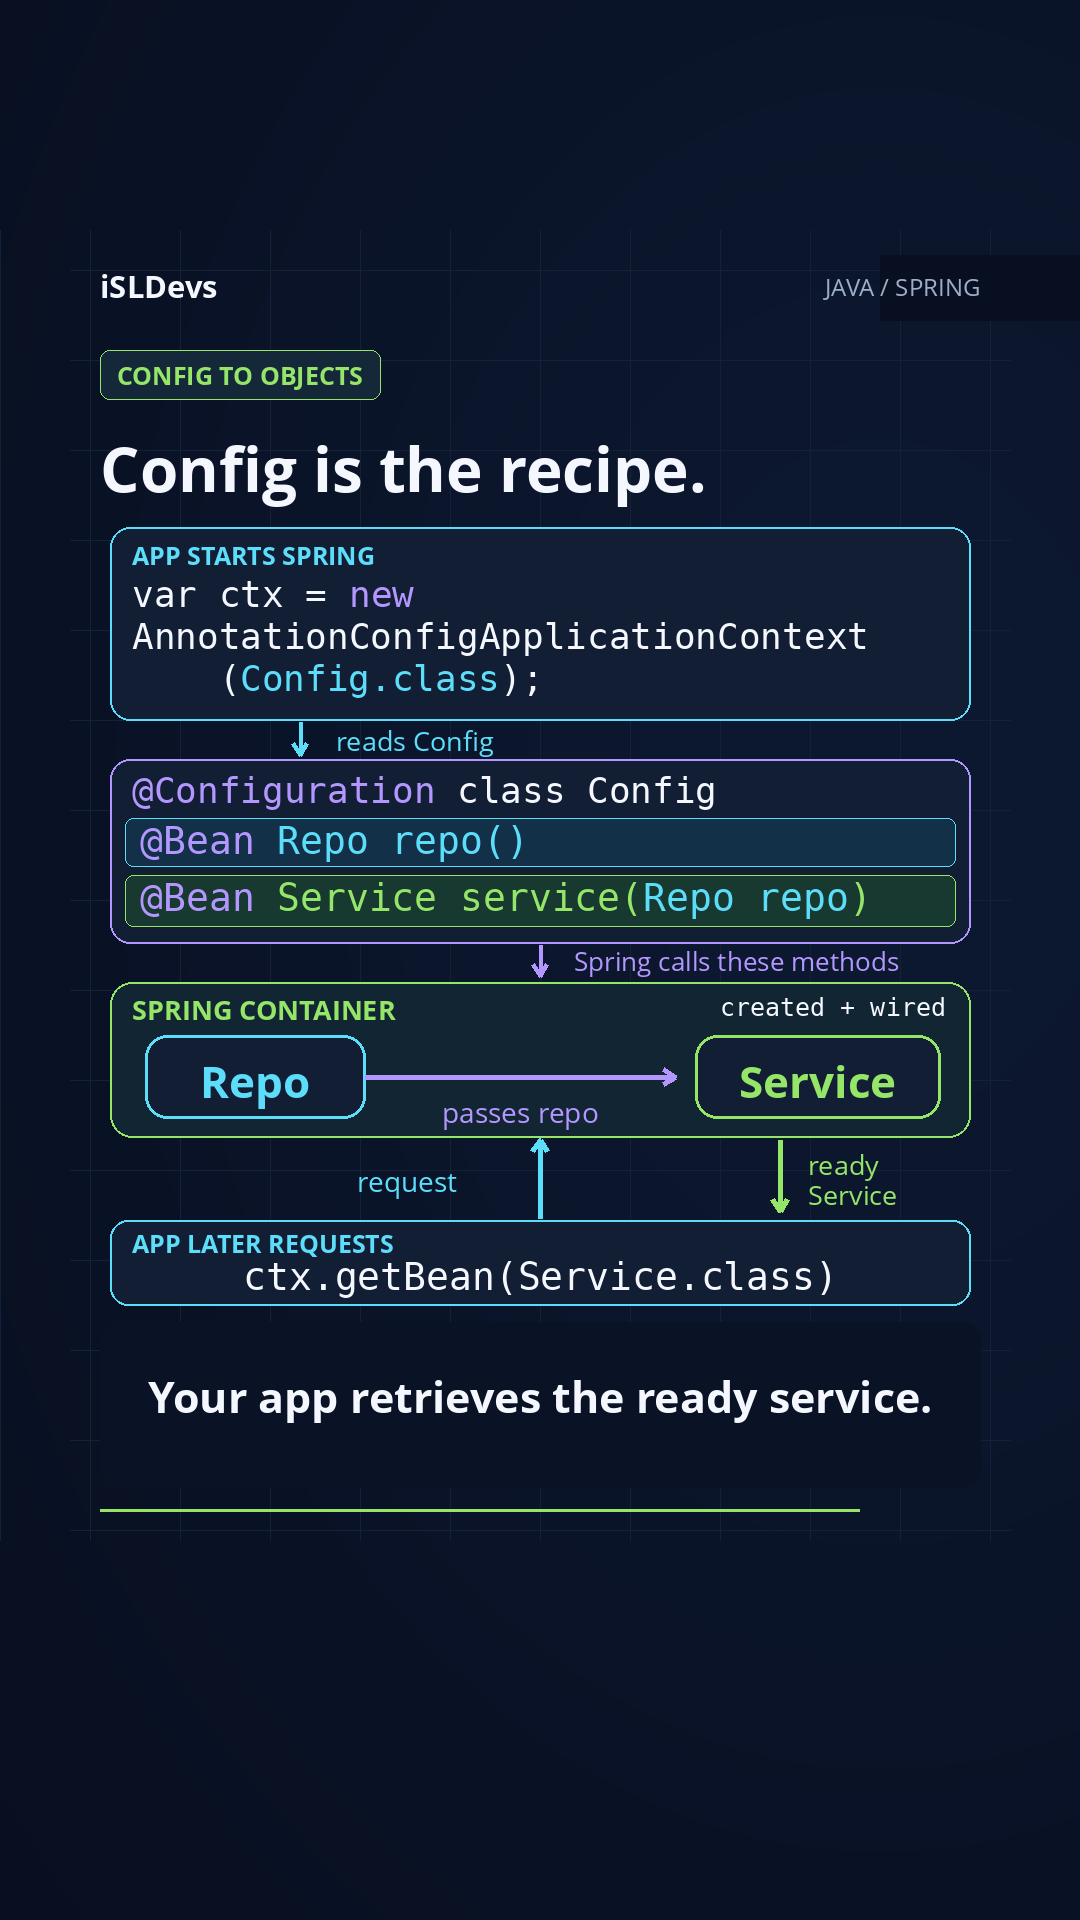 iSLDevs
JAVA / SPRING
CONFIG TO OBJECTS
Config is the recipe.
APP STARTS SPRING
var ctx = new
AnnotationConfigApplicationContext
(Config.class);
reads Config
@Configuration class Config
@Bean Repo repo()
@Bean Service service(Repo repo)
Spring calls these methods
SPRING CONTAINER
created + wired
Repo
Service
passes repo
request
ready
Service
APP LATER REQUESTS
ctx.getBean(Service.class)
Your app retrieves the ready service.